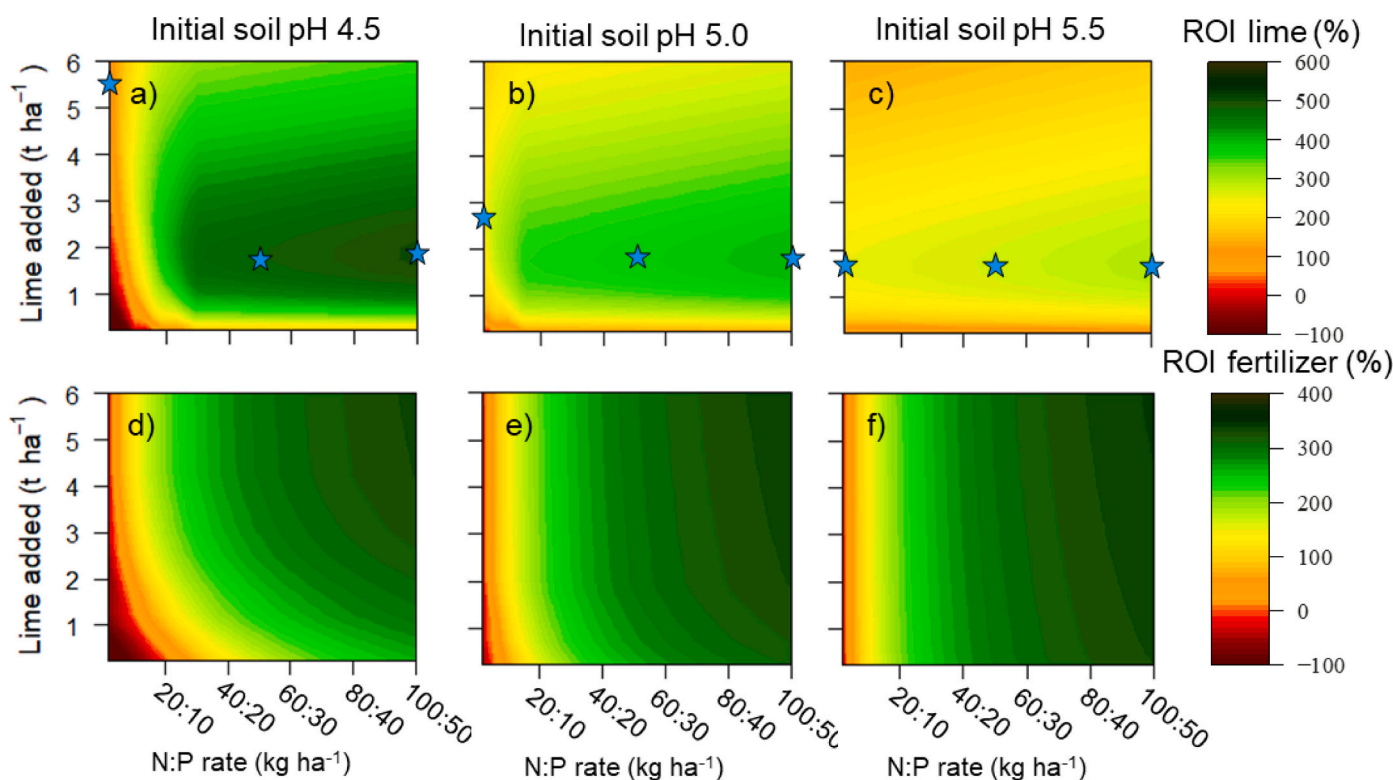 Initial soil pH 4.5
Initial soil pH 5.0
Initial soil pH 5.5
ROI lime (%)
Lime added (t ha⁻¹)
6
5
4
3
2
1
a)
b)
c)
600
500
400
300
200
100
0
−100
ROI fertilizer (%)
Lime added (t ha⁻¹)
6
5
4
3
2
1
d)
e)
f)
400
300
200
100
0
−100
20:10
40:20
60:30
80:40
100:50
20:10
40:20
60:30
80:40
100:50
20:10
40:20
60:30
80:40
100:50
N:P rate (kg ha⁻¹)
N:P rate (kg ha⁻¹)
N:P rate (kg ha⁻¹)